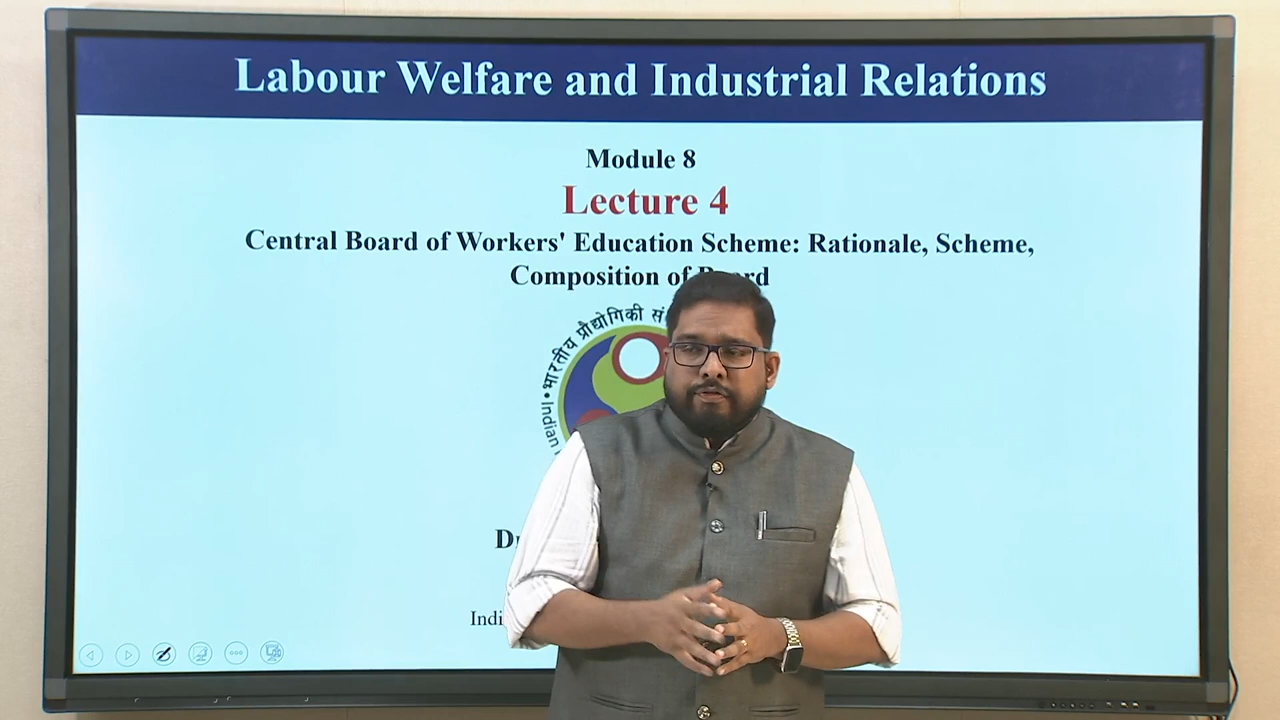 Labour Welfare and Industrial Relations
Module 8
Lecture 4
Central Board of Workers' Education Scheme: Rationale, Scheme,
Composition of
भारतीय प्रौद्योगिकी